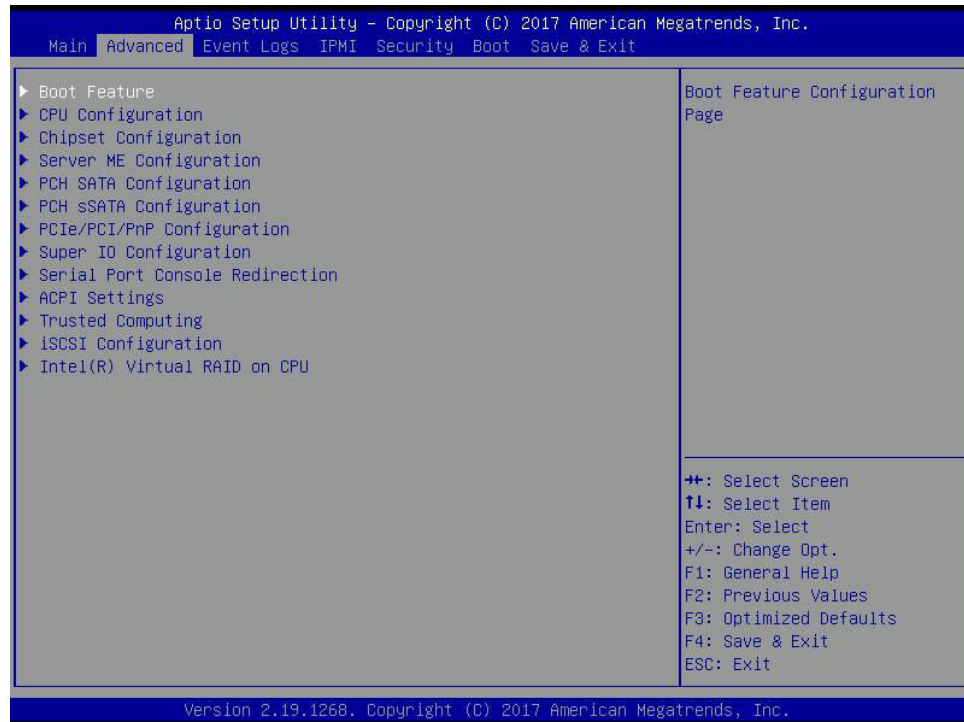 Aptio Setup Utility – Copyright (C) 2017 American Megatrends, Inc.
Main Advanced Event Logs IPMI Security Boot Save & Exit
Boot Feature
CPU Configuration
Chipset Configuration
Server ME Configuration
PCH SATA Configuration
PCH sSATA Configuration
PCIe/PCI/PnP Configuration
Super IO Configuration
Serial Port Console Redirection
ACPI Settings
Trusted Computing
iSCSI Configuration
Intel(R) Virtual RAID on CPU
Boot Feature Configuration
Page
→←: Select Screen
↑↓: Select Item
Enter: Select
+/-: Change Opt.
F1: General Help
F2: Previous Values
F3: Optimized Defaults
F4: Save & Exit
ESC: Exit
Version 2.19.1268. Copyright (C) 2017 American Megatrends, Inc.